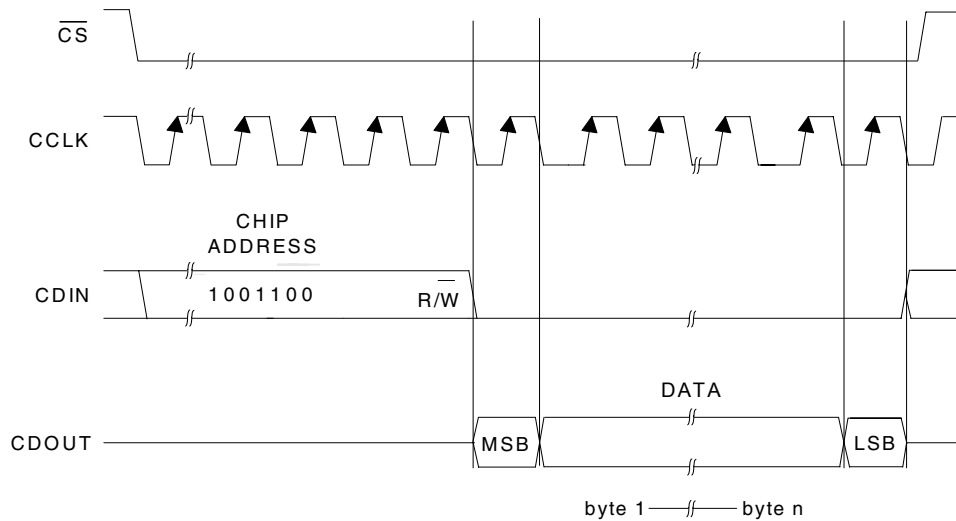 CS
CCLK
CHIP
ADDRESS
CDIN
1001100
R/W
DATA
CDOUT
MSB
LSB
byte 1
byte n